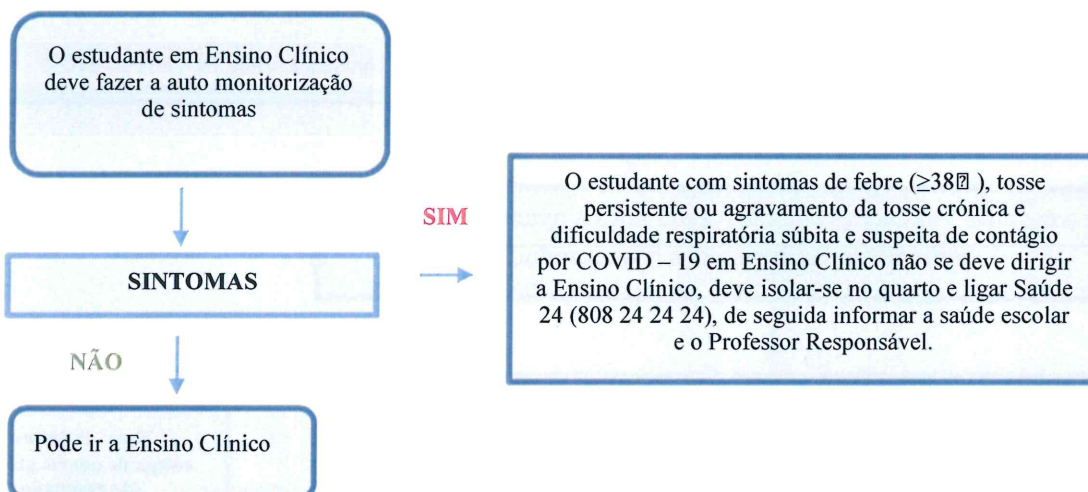 O estudante em Ensino Clínico
deve fazer a auto monitorização
de sintomas
SIM
O estudante com sintomas de febre (≥38⍰ ), tosse
persistente ou agravamento da tosse crónica e
dificuldade respiratória súbita e suspeita de contágio
por COVID – 19 em Ensino Clínico não se deve dirigir
a Ensino Clínico, deve isolar-se no quarto e ligar Saúde
24 (808 24 24 24), de seguida informar a saúde escolar
e o Professor Responsável.
SINTOMAS
NÃO
Pode ir a Ensino Clínico